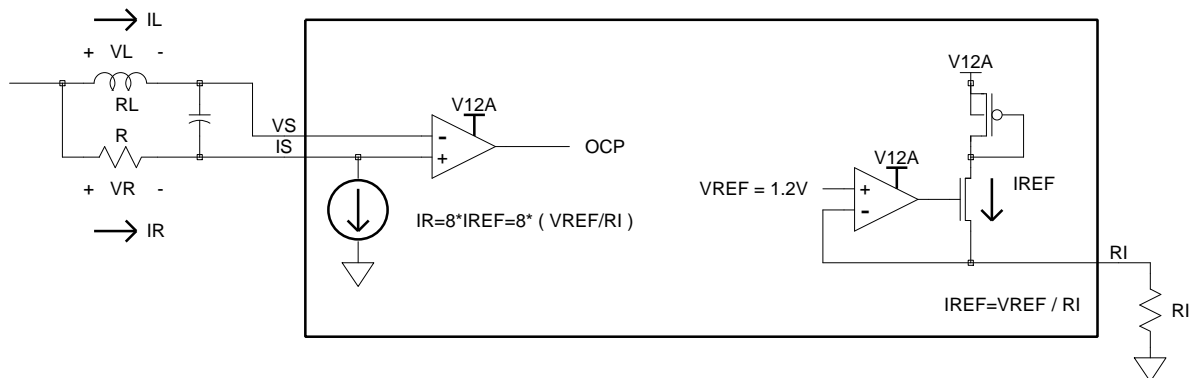 IL
+ VL -
RL
R
+ VR -
IR
VS
IS
V12A
-
+
OCP
IR=8*IREF=8* ( VREF/RI )
V12A
V12A
VREF = 1.2V
+
-
IREF
RI
IREF=VREF / RI
RI